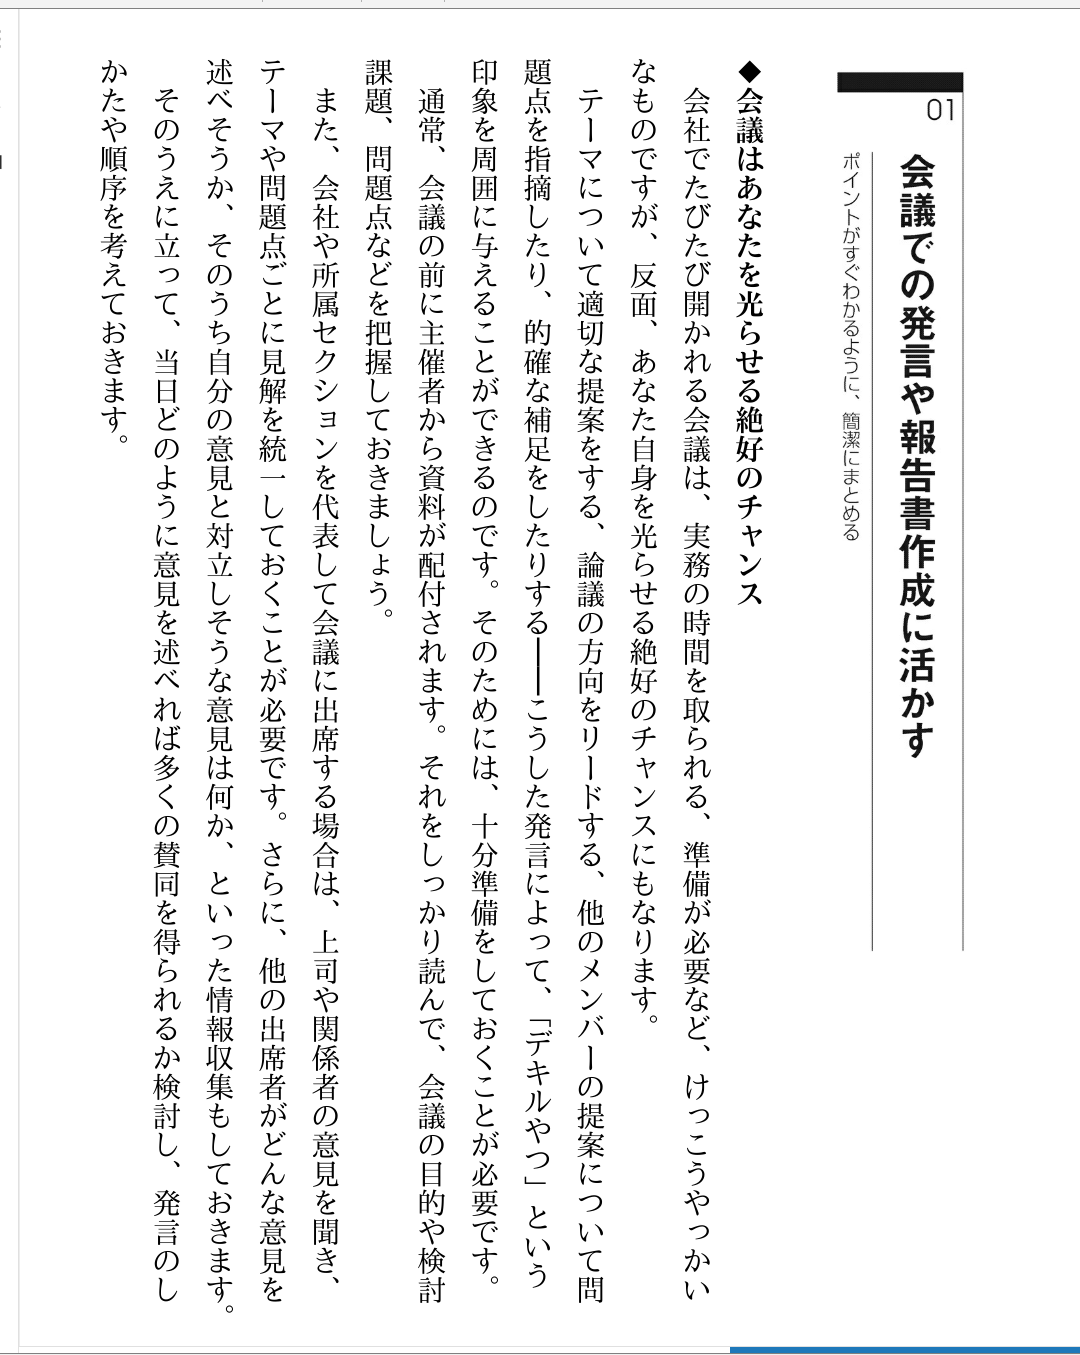 01
会議での発言や報告書作成に活かす
ポイントがすぐわかるように、簡潔にまとめる
◆会議はあなたを光らせる絶好のチャンス
　会社でたびたび開かれる会議は、実務の時間を取られる、準備が必要など、けっこうやっかい
なものですが、反面、あなた自身を光らせる絶好のチャンスにもなります。
　テーマについて適切な提案をする、論議の方向をリードする、他のメンバーの提案について問
題点を指摘したり、的確な補足をしたりする――こうした発言によって、「デキルやつ」という
印象を周囲に与えることができるのです。そのためには、十分準備をしておくことが必要です。
　通常、会議の前に主催者から資料が配付されます。それをしっかり読んで、会議の目的や検討
課題、問題点などを把握しておきましょう。
　また、会社や所属セクションを代表して会議に出席する場合は、上司や関係者の意見を聞き、
テーマや問題点ごとに見解を統一しておくことが必要です。さらに、他の出席者がどんな意見を
述べそうか、そのうち自分の意見と対立しそうな意見は何か、といった情報収集もしておきます。
　そのうえに立って、当日どのように意見を述べれば多くの賛同を得られるか検討し、発言のし
かたや順序を考えておきます。